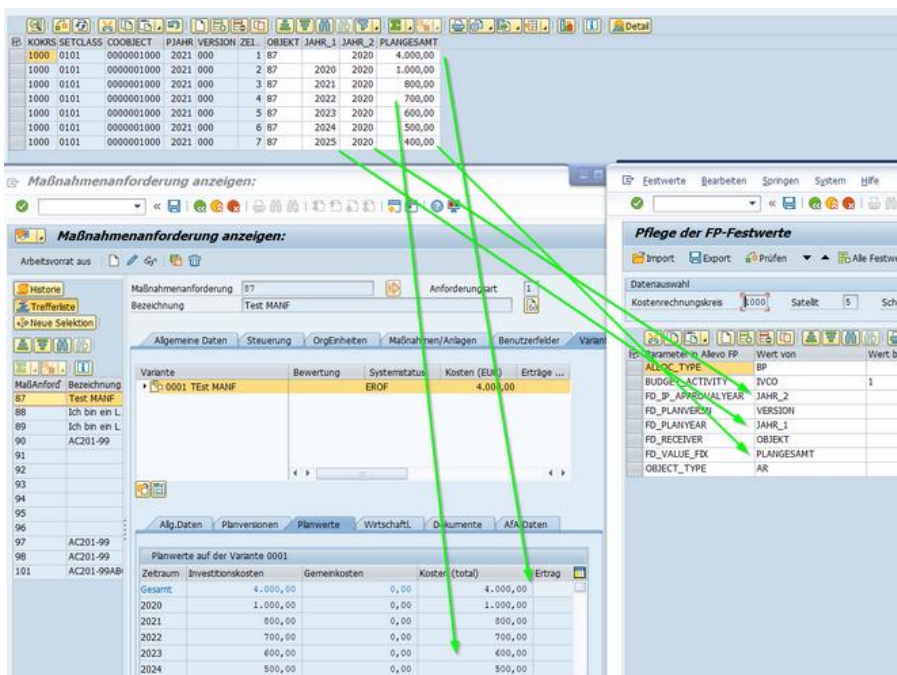 Detail
KOKRS SETCLASS COOBJECT PJAHR VERSION ZEI.. OBJEKT JAHR_1 JAHR_2 PLANGESAMT
1000 0101 0000001000 2021 000 1 87 2020 4.000,00
1000 0101 0000001000 2021 000 2 87 2020 2020 1.000,00
1000 0101 0000001000 2021 000 3 87 2021 2020 800,00
1000 0101 0000001000 2021 000 4 87 2022 2020 700,00
1000 0101 0000001000 2021 000 5 87 2023 2020 600,00
1000 0101 0000001000 2021 000 6 87 2024 2020 500,00
1000 0101 0000001000 2021 000 7 87 2025 2020 400,00
Maßnahmenanforderung anzeigen:
Maßnahmenanforderung anzeigen:
Arbeitsvorrat aus
Historie
Trefferliste
Neue Selektion
MaßAnford Bezeichnung
87 Test MANF
88 Ich bin ein L
89 Ich bin ein L
90 AC201-99
91
92
93
94
95
96
97 AC201-99
98 AC201-99
101 AC201-99AB
Maßnahmenanforderung 87 Anforderungsart 1
Bezeichnung Test MANF
Allgemeine Daten Steuerung OrgEinheiten Maßnahmen/Anlagen Benutzerfelder Variant
Variante Bewertung Systemstatus Kosten (EUR) Erträge ...
0001 TEst MANF EROF 4.000,00
Allg.Daten Planversionen Planwerte Wirtschaftl. Dokumente AfA Daten
Planwerte auf der Variante 0001
Zeitraum Investitionskosten Gemeinkosten Kosten (total) Ertrag
Gesamt 4.000,00 0,00 4.000,00
2020 1.000,00 0,00 1.000,00
2021 800,00 0,00 800,00
2022 700,00 0,00 700,00
2023 600,00 0,00 600,00
2024 500,00 0,00 500,00
Festwerte Bearbeiten Springen System Hilfe
Pflege der FP-Festwerte
Import Export Prüfen Alle Festwe
Datenauswahl
Kostenrechnungskreis 1000 Satellit 5 Sch
Parameter in Allevo FP Wert von Wert b
ALLOC_TYPE BP
BUDGET_ACTIVITY IVCO 1
FD_IP_APPROVALYEAR JAHR_2
FD_PLANVERSN VERSION
FD_PLANYEAR JAHR_1
FD_RECEIVER OBJEKT
FD_VALUE_FIX PLANGESAMT
OBJECT_TYPE AR